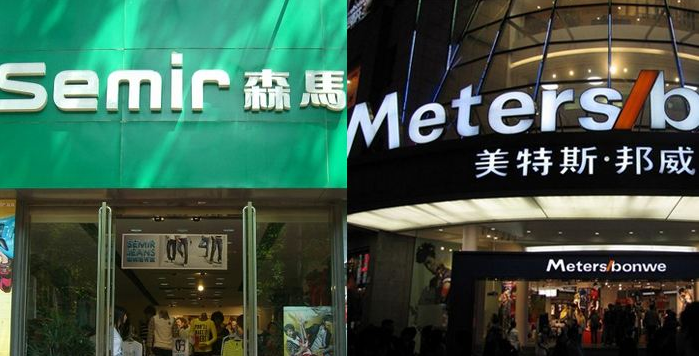 Semir 森馬
SEMIR
JEANS
Meters/b
美特斯·邦威
Meters/bonwe